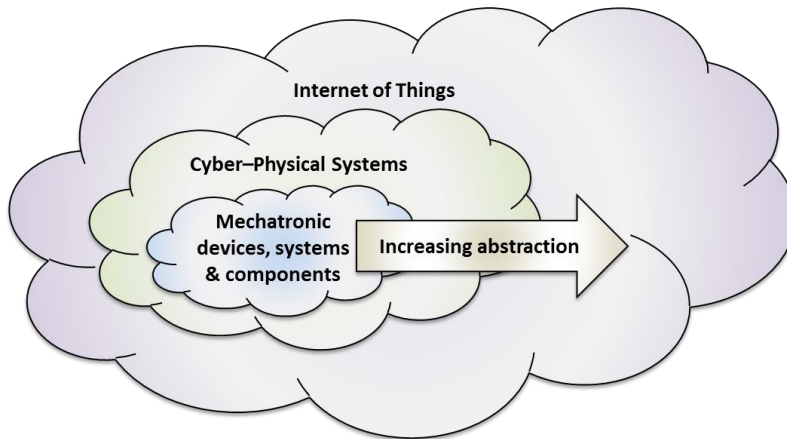 Internet of Things
Cyber–Physical Systems
Mechatronic
devices, systems
& components
Increasing abstraction